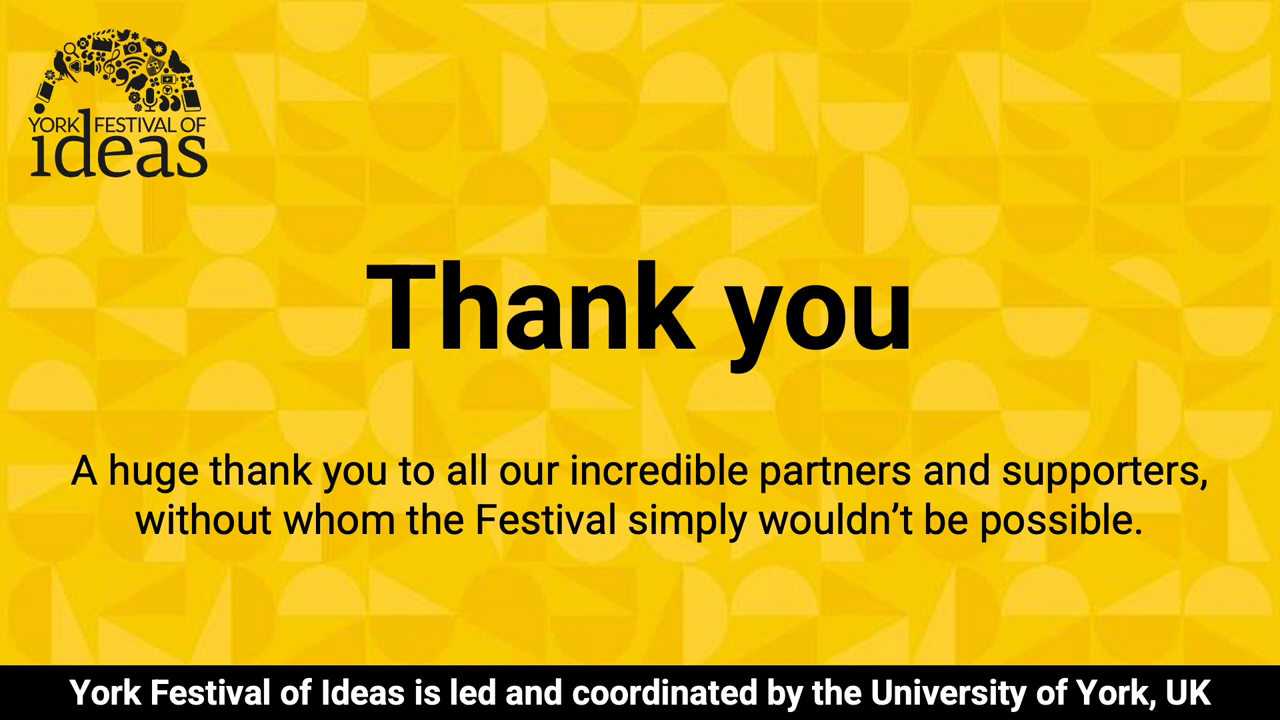 YORK FESTIVAL OF
ideas
Thank you
A huge thank you to all our incredible partners and supporters,
without whom the Festival simply wouldn’t be possible.
York Festival of Ideas is led and coordinated by the University of York, UK